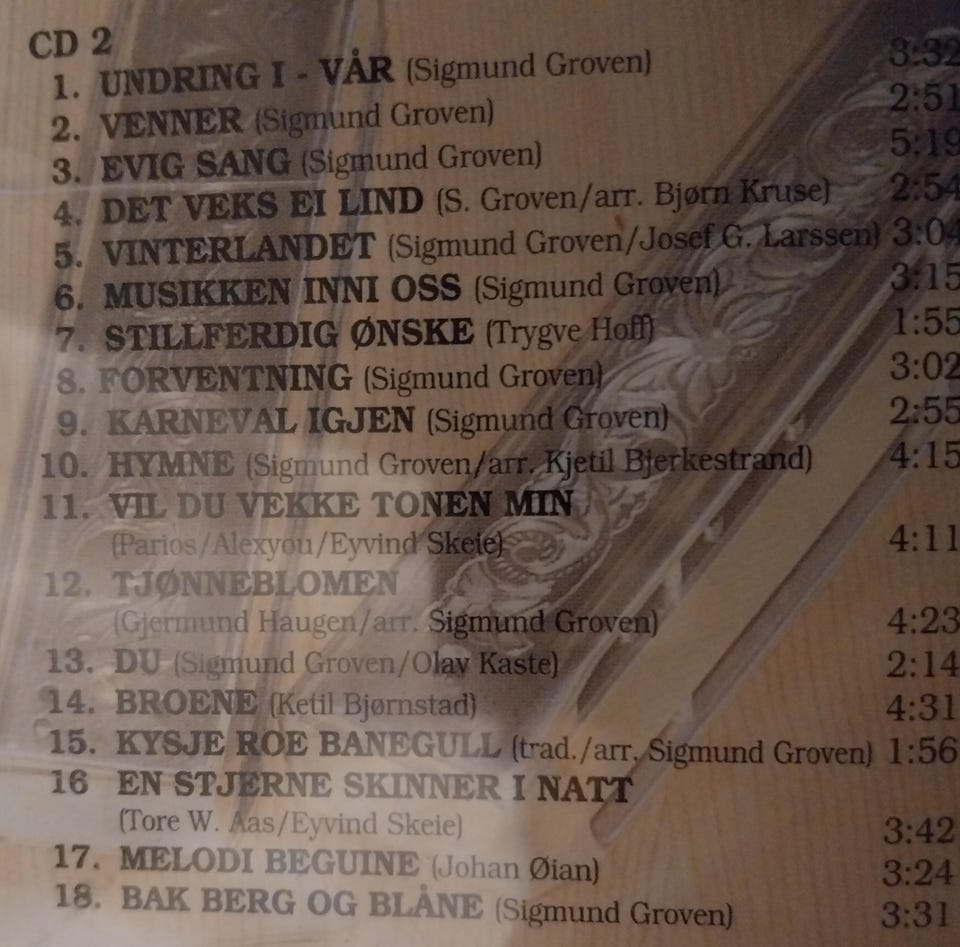 CD 2
1. UNDRING I - VÅR (Sigmund Groven) 3:32
2. VENNER (Sigmund Groven) 2:51
3. EVIG SANG (Sigmund Groven) 5:19
4. DET VEKS EI LIND (S. Groven/arr. Bjørn Kruse) 2:54
5. VINTERLANDET (Sigmund Groven/Josef G. Larssen) 3:04
6. MUSIKKEN INNI OSS (Sigmund Groven) 3:15
7. STILLFERDIG ØNSKE (Trygve Hoff) 1:55
8. FORVENTNING (Sigmund Groven) 3:02
9. KARNEVAL IGJEN (Sigmund Groven) 2:55
10. HYMNE (Sigmund Groven/arr. Kjetil Bjerkestrand) 4:15
11. VIL DU VEKKE TONEN MIN
(Parios/Alexyou/Eyvind Skeie) 4:11
12. TJØNNEBLOMEN
(Gjermund Haugen/arr. Sigmund Groven) 4:23
13. DU (Sigmund Groven/Olav Kaste) 2:14
14. BROENE (Ketil Bjørnstad) 4:31
15. KYSJE ROE BANEGULL (trad./arr. Sigmund Groven) 1:56
16 EN STJERNE SKINNER I NATT
(Tore W. Aas/Eyvind Skeie) 3:42
17. MELODI BEGUINE (Johan Øian) 3:24
18. BAK BERG OG BLÅNE (Sigmund Groven) 3:31